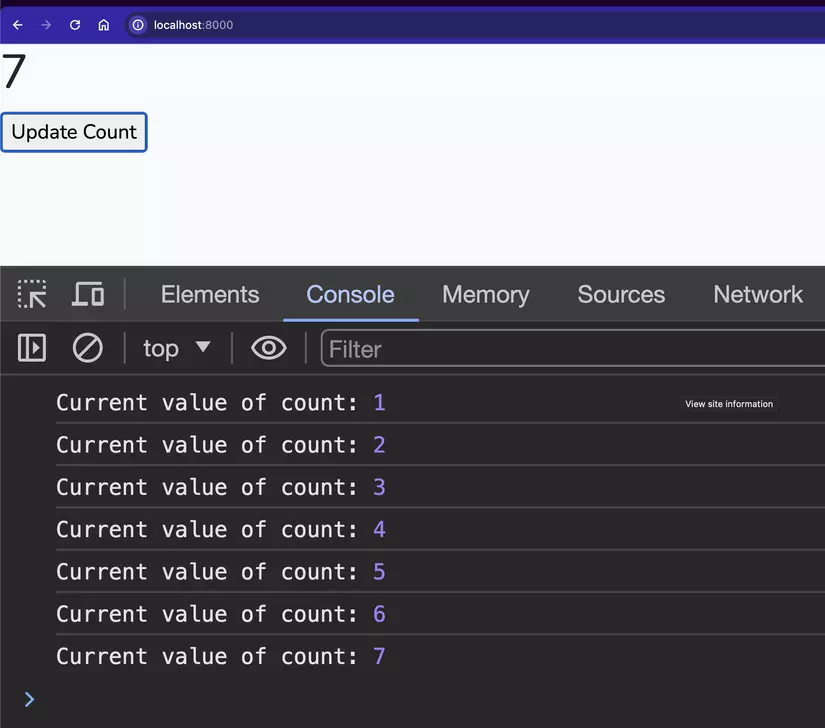 localhost:8000
7
Update Count
Elements Console Memory Sources Network
top Filter
Current value of count: 1
View site information
Current value of count: 2
Current value of count: 3
Current value of count: 4
Current value of count: 5
Current value of count: 6
Current value of count: 7